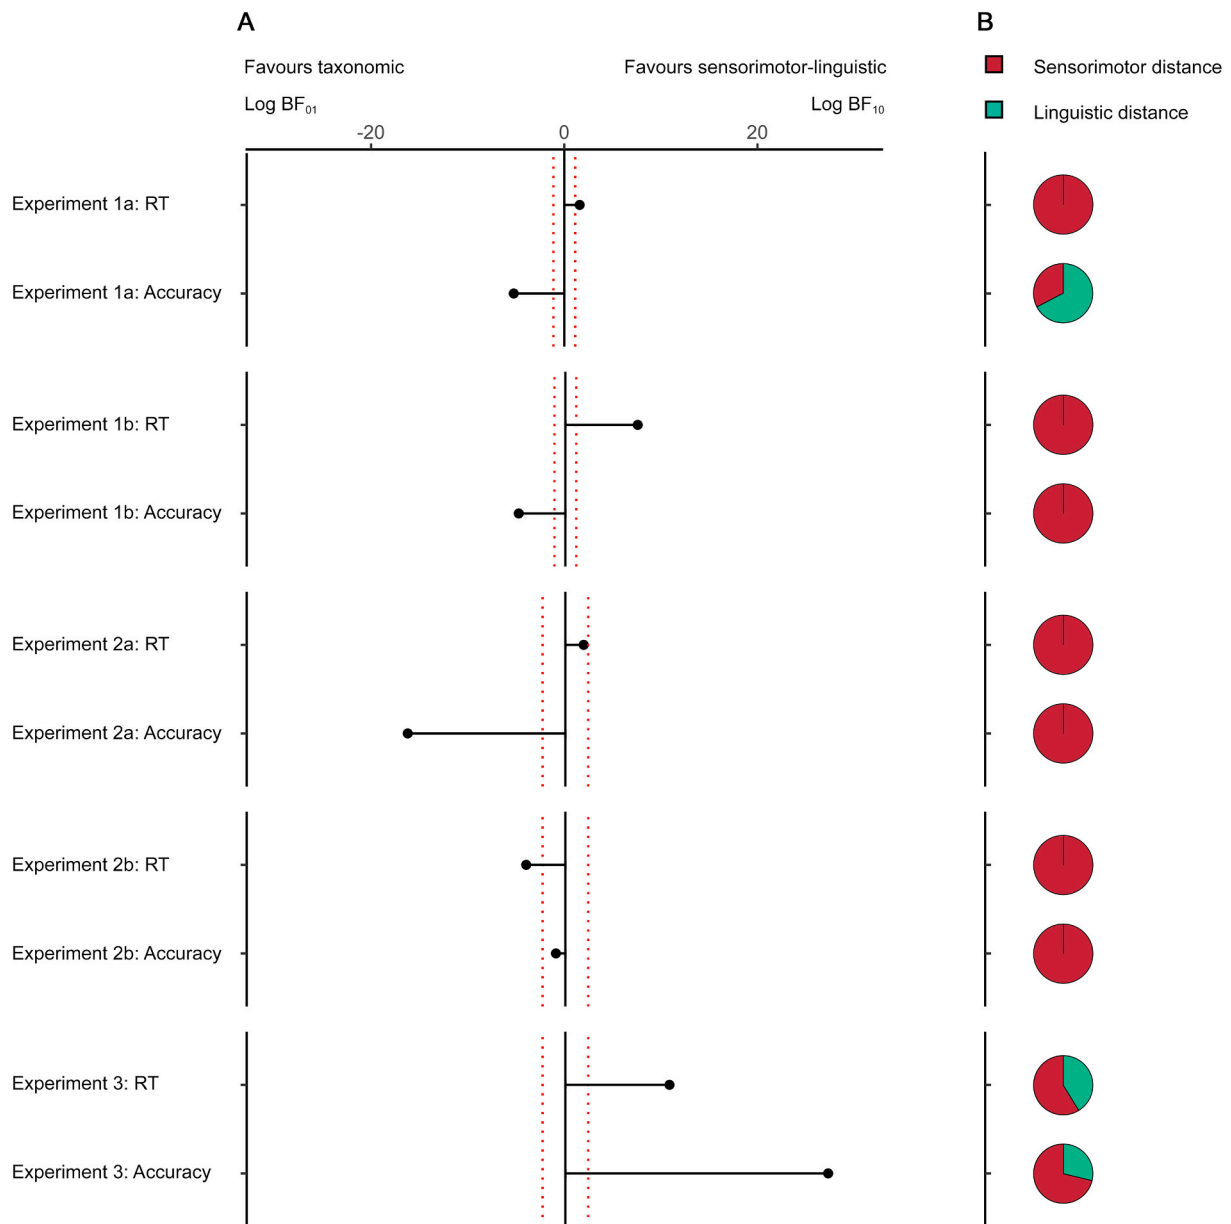 A
B
Favours taxonomic
Favours sensorimotor-linguistic
Sensorimotor distance
Log BF01
Log BF10
Linguistic distance
-20
0
20
Experiment 1a: RT
Experiment 1a: Accuracy
Experiment 1b: RT
Experiment 1b: Accuracy
Experiment 2a: RT
Experiment 2a: Accuracy
Experiment 2b: RT
Experiment 2b: Accuracy
Experiment 3: RT
Experiment 3: Accuracy